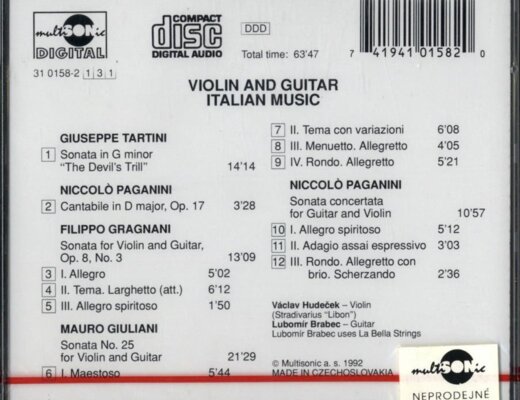 multiSONic
DIGITAL
31 0158-2 1 3 1
COMPACT
disc
DIGITAL AUDIO
DDD
Total time: 63'47
7 41941 01582 0
VIOLIN AND GUITAR
ITALIAN MUSIC
GIUSEPPE TARTINI
1 Sonata in G minor
"The Devil's Trill" 14'14
NICCOLÒ PAGANINI
2 Cantabile in D major, Op. 17 3'28
FILIPPO GRAGNANI
Sonata for Violin and Guitar,
Op. 8, No. 3 13'09
3 I. Allegro 5'02
4 II. Tema. Larghetto (att.) 6'12
5 III. Allegro spiritoso 1'50
MAURO GIULIANI
Sonata No. 25
for Violin and Guitar 21'29
6 I. Maestoso 5'44
7 II. Tema con variazioni 6'08
8 III. Menuetto. Allegretto 4'05
9 IV. Rondo. Allegretto 5'21
NICCOLÒ PAGANINI
Sonata concertata
for Guitar and Violin 10'57
10 I. Allegro spiritoso 5'12
11 II. Adagio assai espressivo 3'03
12 III. Rondo. Allegretto con
brio. Scherzando 2'36
Václav Hudeček – Violin
(Stradivarius "Libon")
Lubomír Brabec – Guitar
Lubomír Brabec uses La Bella Strings
© Multisonic a. s. 1992
MADE IN CZECHOSLOVAKIA
multiSONic
NEPRODEJNÉ